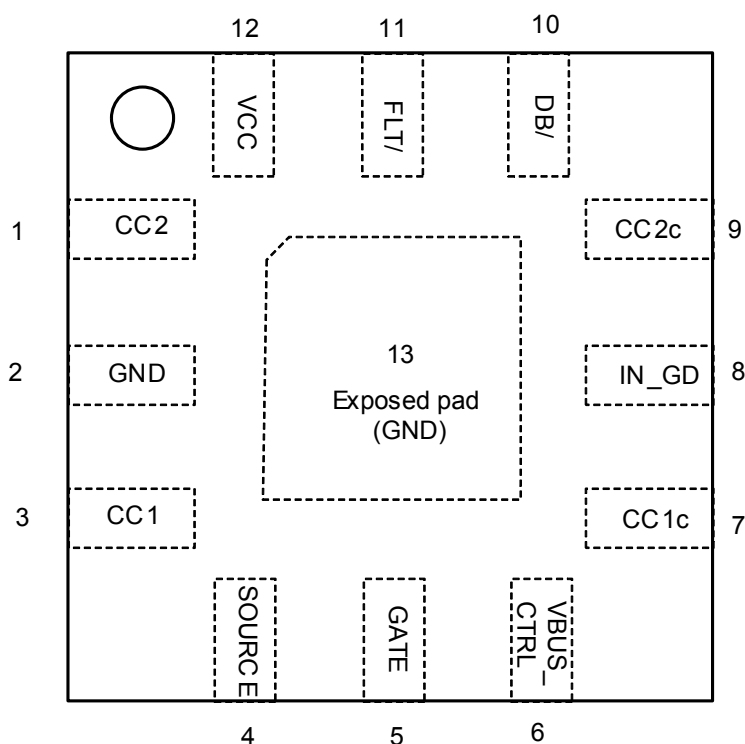 12
11
10
VCC
FLT/
DB/
1
CC2
CC2c
9
2
GND
13
Exposed pad
(GND)
IN_GD
8
3
CC1
CC1c
7
SOURCE
GATE
VBUS_
CTRL
4
5
6